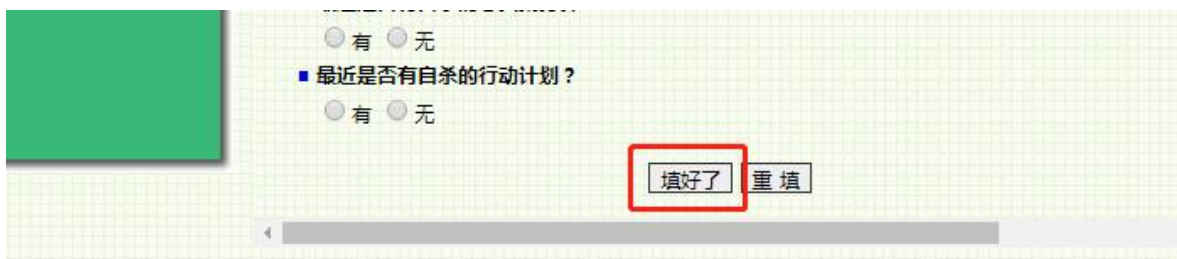 有 无
最近是否有自杀的行动计划？
有 无
填好了 重 填